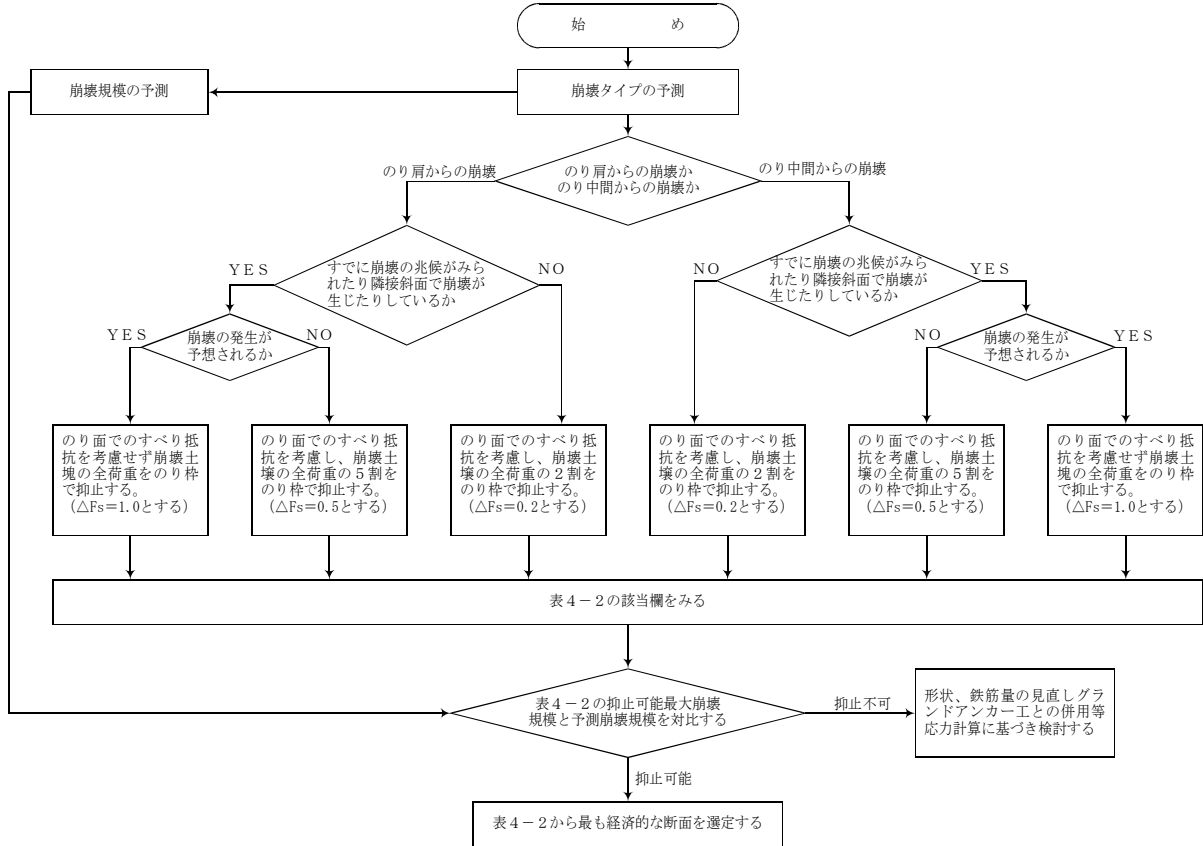 始　め
崩壊規模の予測
崩壊タイプの予測
のり肩からの崩壊
のり肩からの崩壊か
のり中間からの崩壊か
のり中間からの崩壊
ＹＥＳ
すでに崩壊の兆候がみら
れたり隣接斜面で崩壊が
生じたりしているか
ＮＯ
ＮＯ
すでに崩壊の兆候がみら
れたり隣接斜面で崩壊が
生じたりしているか
ＹＥＳ
ＹＥＳ
崩壊の発生が
予想されるか
ＮＯ
ＮＯ
崩壊の発生が
予想されるか
ＹＥＳ
のり面でのすべり抵
抗を考慮せず崩壊土
塊の全荷重をのり枠
で抑止する。
（△Fs＝1.0とする）
のり面でのすべり抵
抗を考慮し、崩壊土
壌の全荷重の５割を
のり枠で抑止する。
（△Fs＝0.5とする）
のり面でのすべり抵
抗を考慮し、崩壊土
壌の全荷重の２割を
のり枠で抑止する。
（△Fs＝0.2とする）
のり面でのすべり抵
抗を考慮し、崩壊土
壌の全荷重の２割を
のり枠で抑止する。
（△Fs＝0.2とする）
のり面でのすべり抵
抗を考慮し、崩壊土
壌の全荷重の５割を
のり枠で抑止する。
（△Fs＝0.5とする）
のり面でのすべり抵
抗を考慮せず崩壊土
塊の全荷重をのり枠
で抑止する。
（△Fs＝1.0とする）
表４－２の該当欄をみる
表４－２の抑止可能最大崩壊
規模と予測崩壊規模を対比する
抑止不可
形状、鉄筋量の見直しグラ
ンドアンカー工との併用等
応力計算に基づき検討する
抑止可能
表４－２から最も経済的な断面を選定する